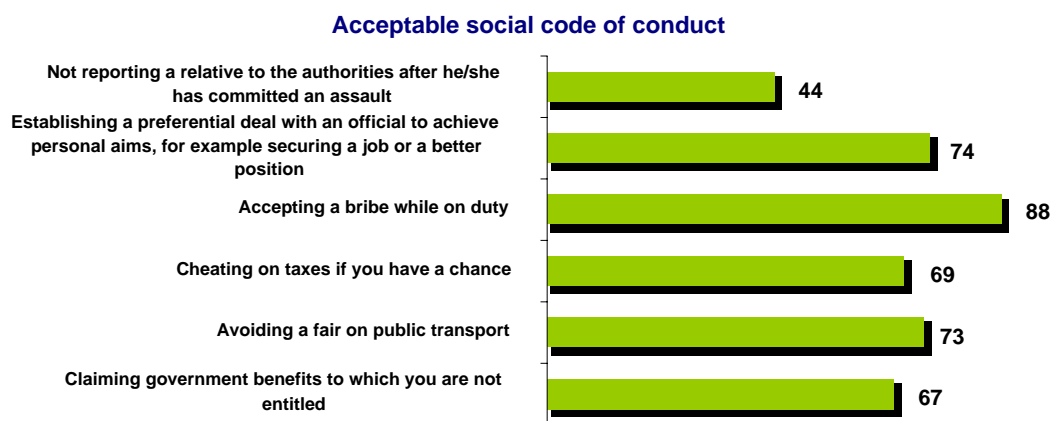 Acceptable social code of conduct
Not reporting a relative to the authorities after he/she
has committed an assault
44
Establishing a preferential deal with an official to achieve
personal aims, for example securing a job or a better
position
74
Accepting a bribe while on duty
88
Cheating on taxes if you have a chance
69
Avoiding a fair on public transport
73
Claiming government benefits to which you are not
entitled
67